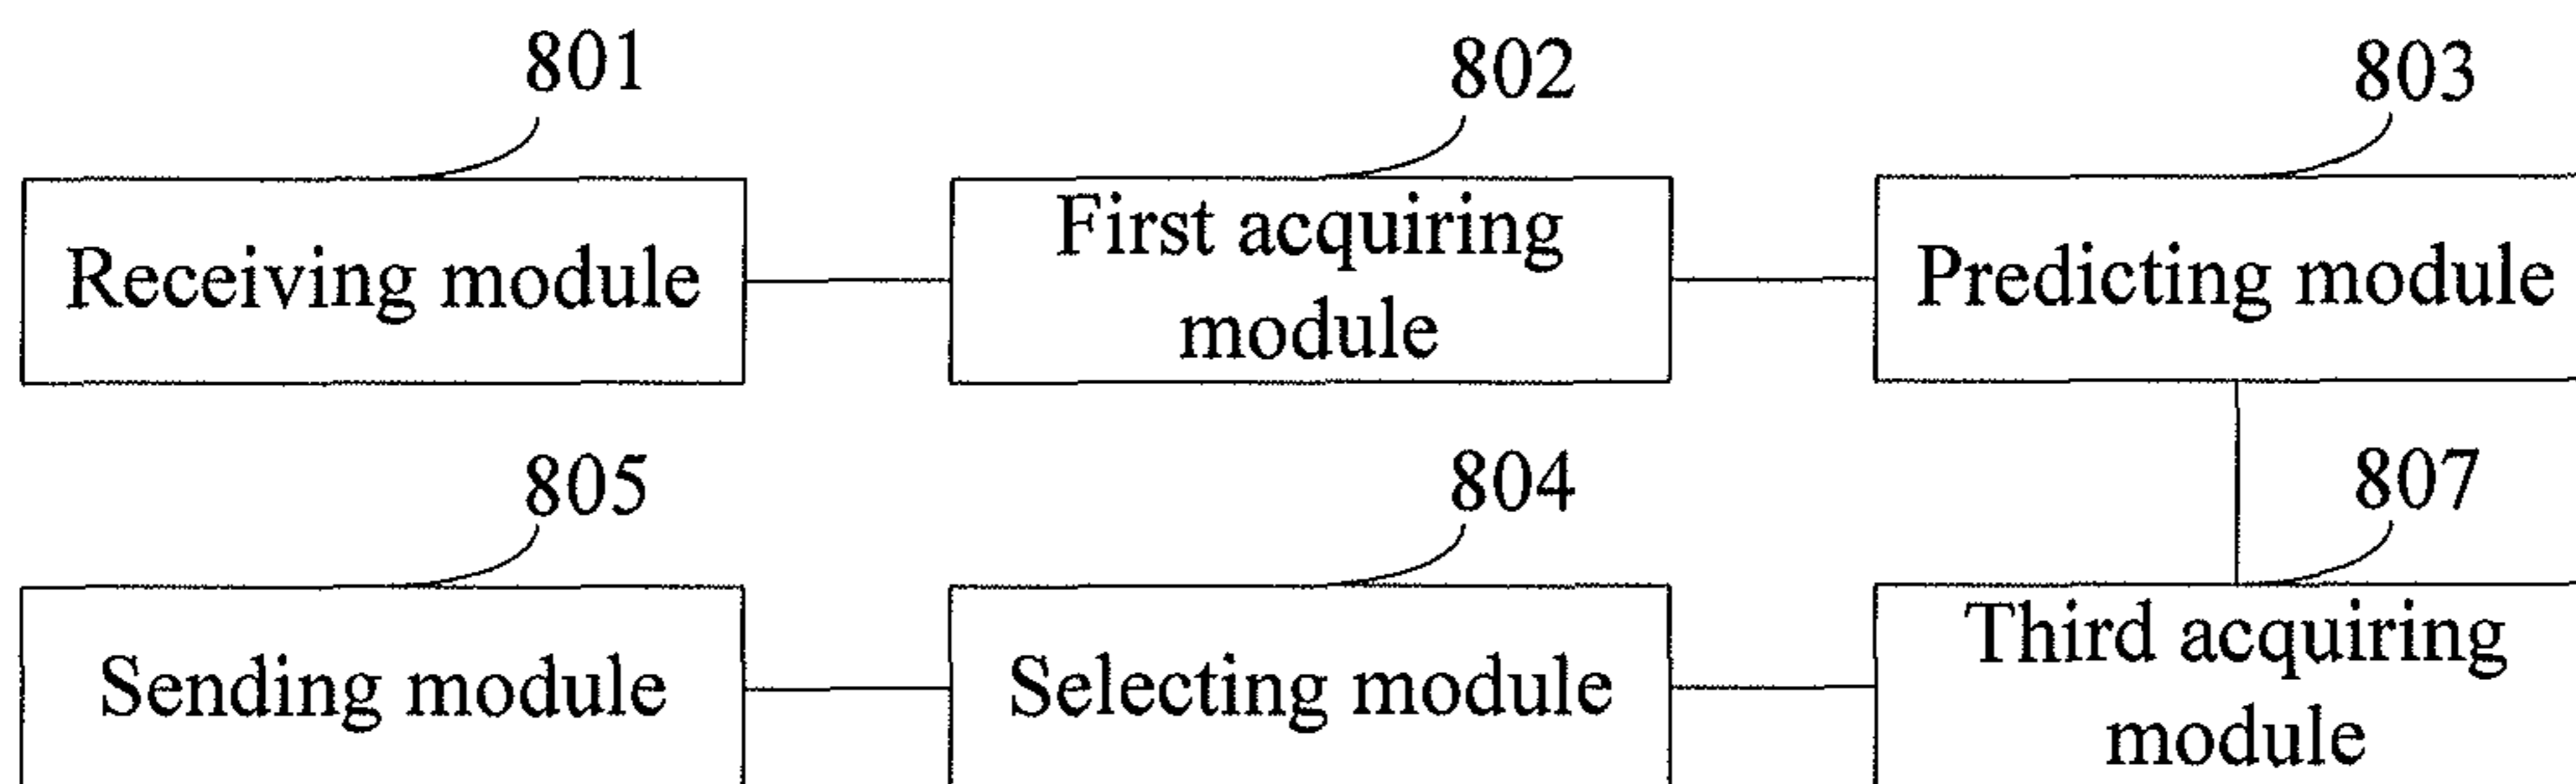 801
802
803
Receiving module
First acquiring
module
Predicting module
805
804
807
Sending module
Selecting module
Third acquiring
module